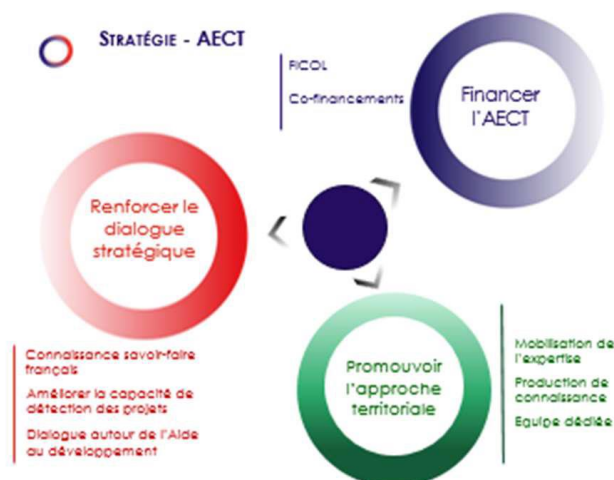 STRATÉGIE - AECT
FICOL
Co-financements
Financer
l'AECT
Renforcer le
dialogue
stratégique
Connaissance savoir-faire
français
Améliorer la capacité de
détection des projets
Dialogue autour de l'Aide
au développement
Promouvoir
l'approche
territoriale
Mobilisation de
l'expertise
Production de
connaissance
Equipe dédiée